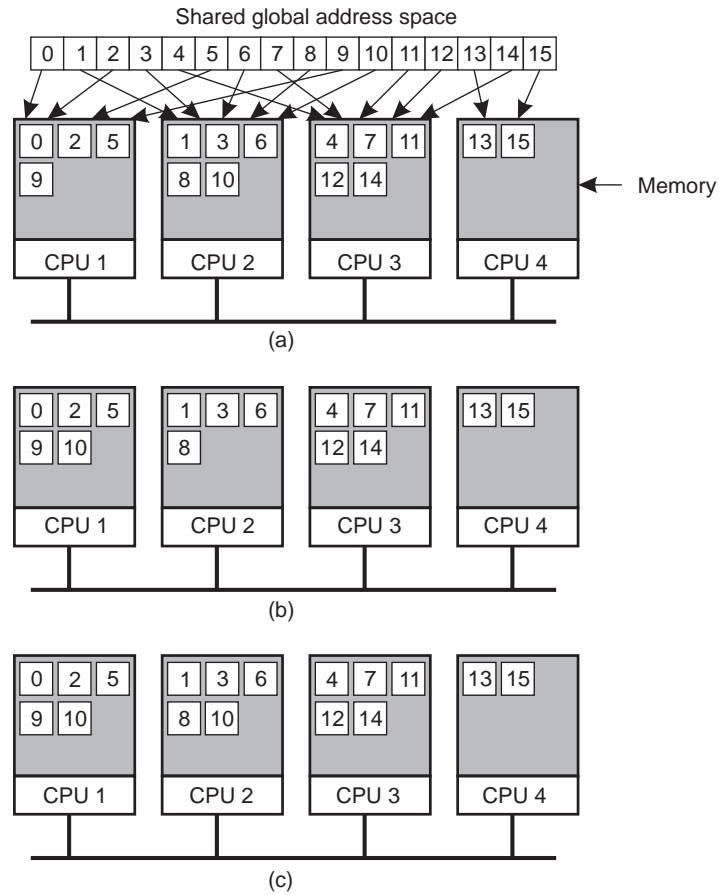 Shared global address space
0 1 2 3 4 5 6 7 8 9 10 11 12 13 14 15
0 2 5 1 3 6 4 7 11 13 15
9 8 10 12 14
Memory
CPU 1 CPU 2 CPU 3 CPU 4
(a)
0 2 5 1 3 6 4 7 11 13 15
9 10 8 12 14
CPU 1 CPU 2 CPU 3 CPU 4
(b)
0 2 5 1 3 6 4 7 11 13 15
9 10 8 10 12 14
CPU 1 CPU 2 CPU 3 CPU 4
(c)